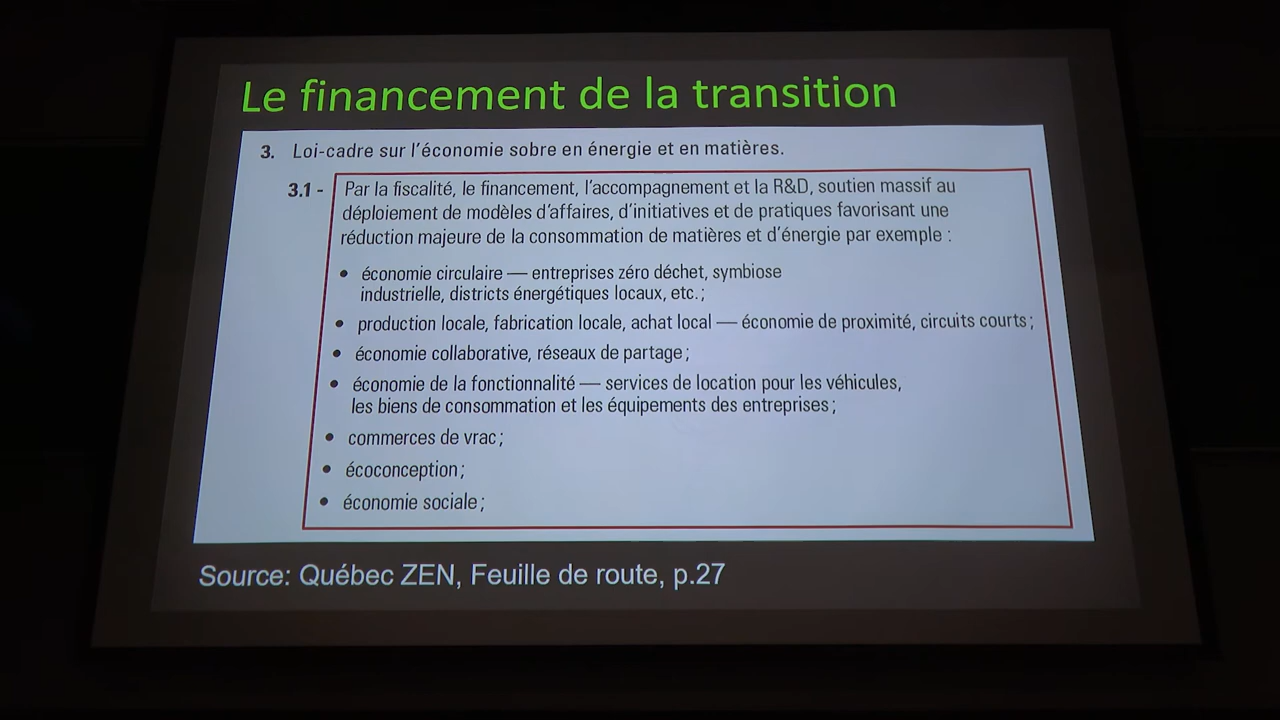 Le financement de la transition
3. Loi-cadre sur l'économie sobre en énergie et en matières.
3.1 - Par la fiscalité, le financement, l'accompagnement et la R&D, soutien massif au
déploiement de modèles d'affaires, d'initiatives et de pratiques favorisant une
réduction majeure de la consommation de matières et d'énergie par exemple :
• économie circulaire — entreprises zéro déchet, symbiose
industrielle, districts énergétiques locaux, etc. ;
• production locale, fabrication locale, achat local — économie de proximité, circuits courts ;
• économie collaborative, réseaux de partage ;
• économie de la fonctionnalité — services de location pour les véhicules,
les biens de consommation et les équipements des entreprises ;
• commerces de vrac ;
• écoconception ;
• économie sociale ;
Source: Québec ZEN, Feuille de route, p.27